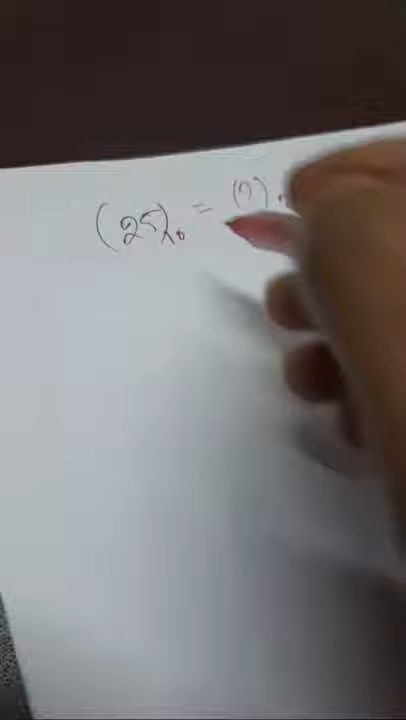 (25)₁₀ = (?)